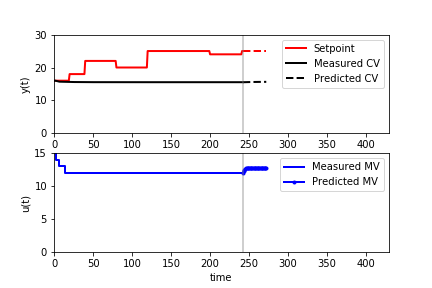 30
20
10
0
y(t)
Setpoint
Measured CV
Predicted CV
0 50 100 150 200 250 300 350 400
15
10
5
0
u(t)
Measured MV
Predicted MV
0 50 100 150 200 250 300 350 400
time